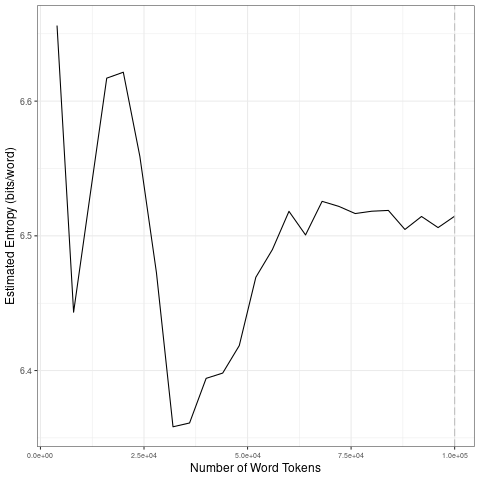 Estimated Entropy (bits/word)
6.6
6.5
6.4
0.0e+00 2.5e+04 5.0e+04 7.5e+04 1.0e+05
Number of Word Tokens